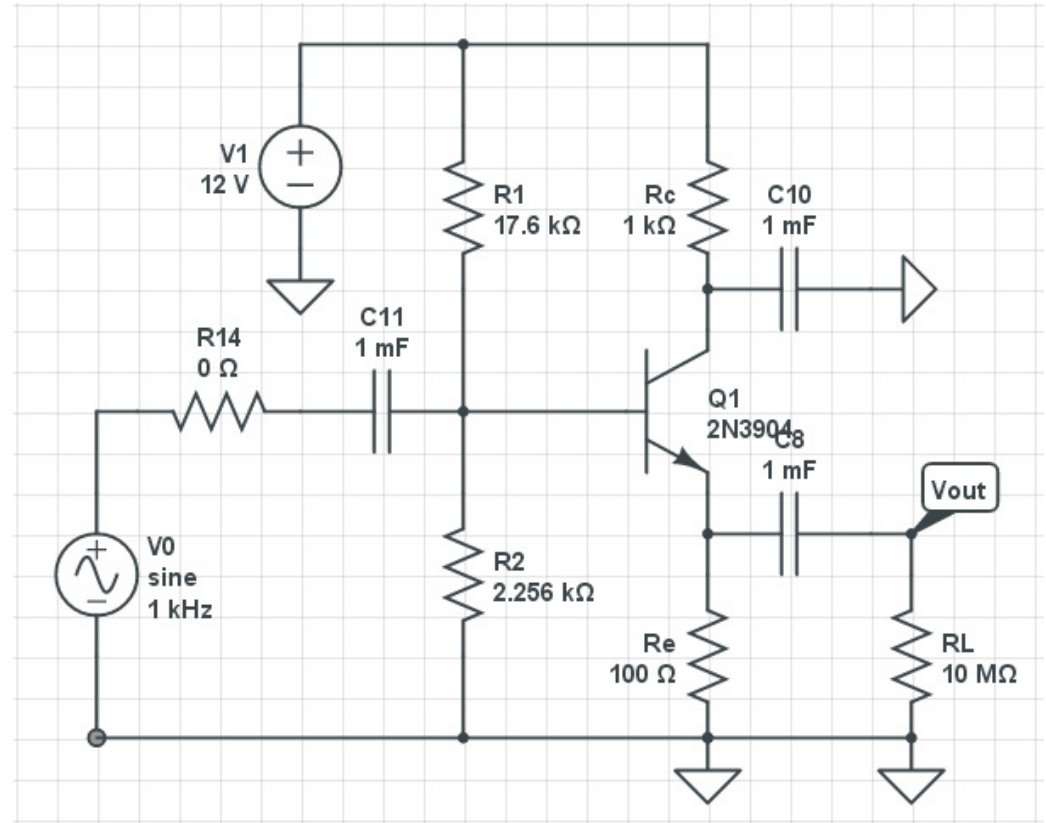 V1
12 V
R1
17.6 kΩ
Rc
1 kΩ
C10
1 mF
R14
0 Ω
C11
1 mF
Q1
2N3904
C8
1 mF
Vout
V0
sine
1 kHz
R2
2.256 kΩ
Re
100 Ω
RL
10 MΩ